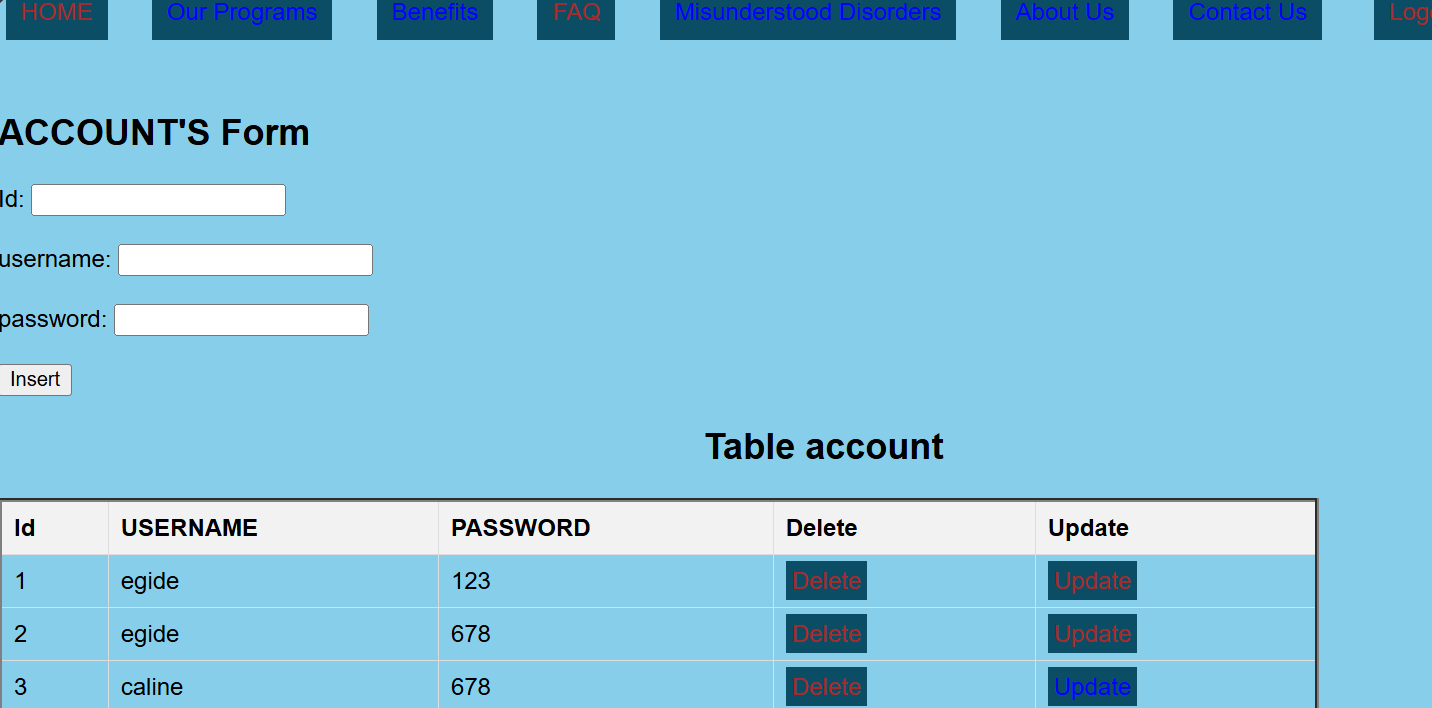 HOME Our Programs Benefits FAQ Misunderstood Disorders About Us Contact Us
ACCOUNT'S Form
Id:
username:
password:
Insert
Table account
Id USERNAME PASSWORD Delete Update
1 egide 123 Delete Update
2 egide 678 Delete Update
3 caline 678 Delete Update